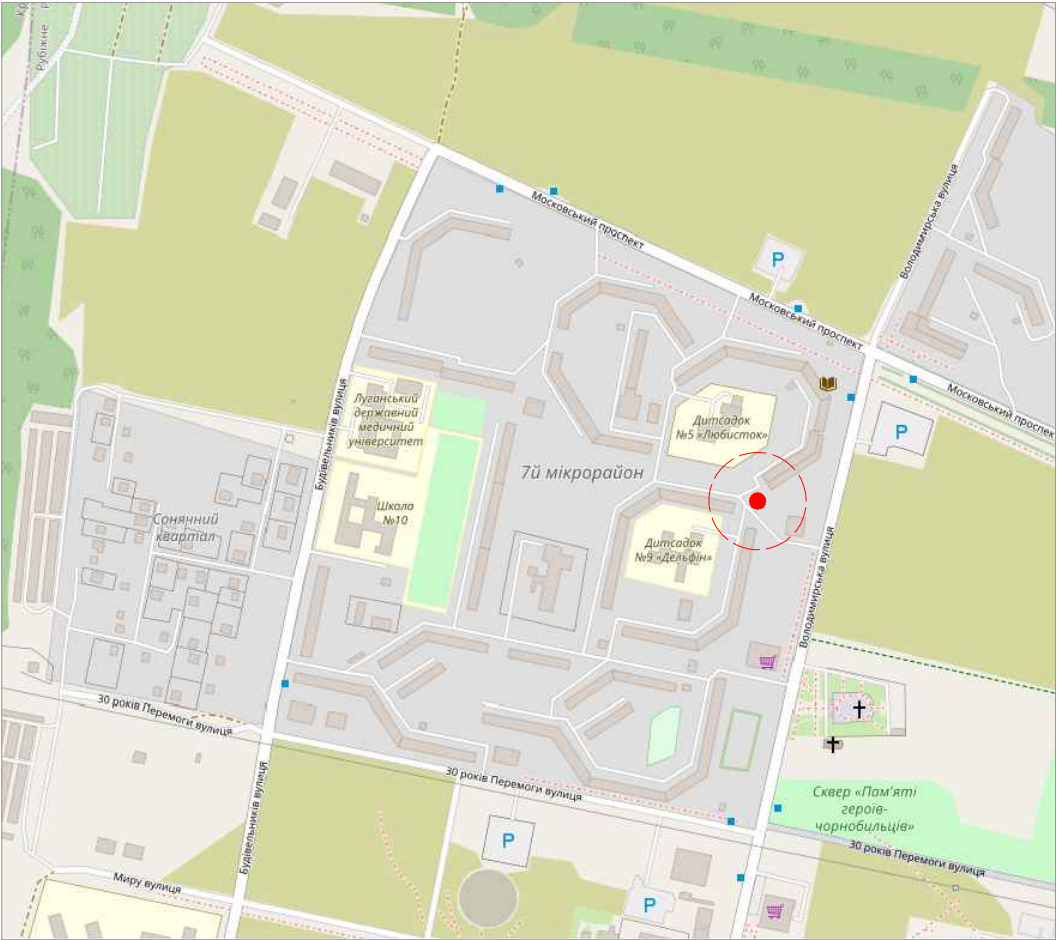 Рубіжне
Московський проспект
Володимирська вулиця
P
Московський проспект
Московський проспек
Луганський
державний
медичний
університет
Будівельників вулиця
Дитсадок
№5 «Любисток»
P
7й мікрорайон
Школа
№10
Сонячний
квартал
Дитсадок
№9 «Дельфін»
Володимирська вулиця
30 років Перемоги вулиця
30 років Перемоги вулиця
Сквер «Пам'яті
героїв-
чорнобильців»
Будівельників вулиця
P
30 років Перемоги вулиця
Миру вулиця
P